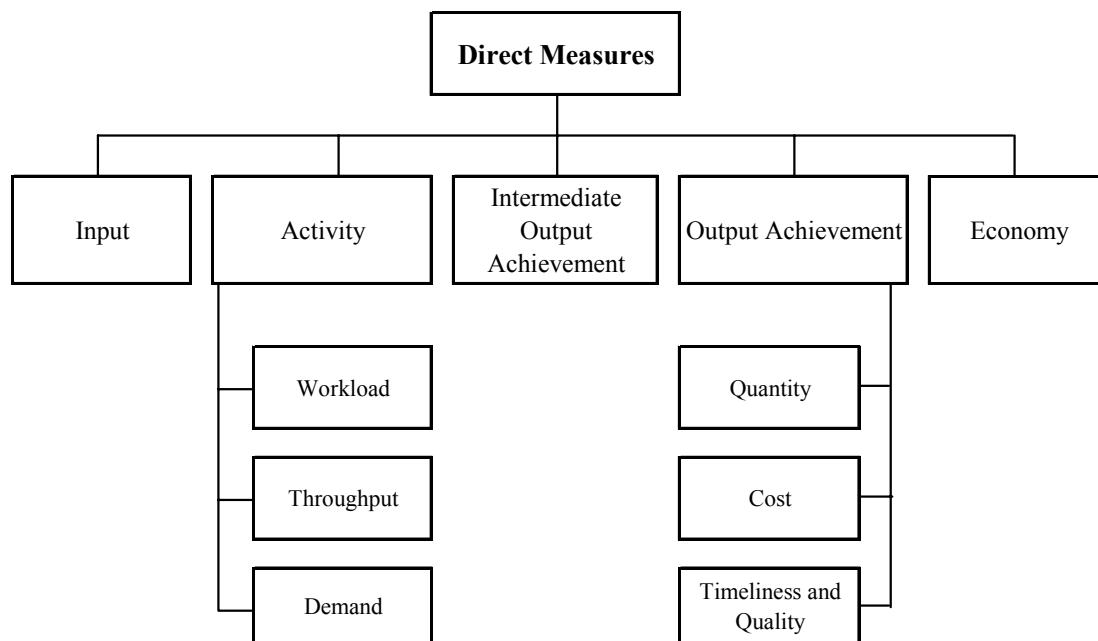 Direct Measures
Input
Activity
Intermediate
Output
Achievement
Output Achievement
Economy
Workload
Throughput
Demand
Quantity
Cost
Timeliness and
Quality